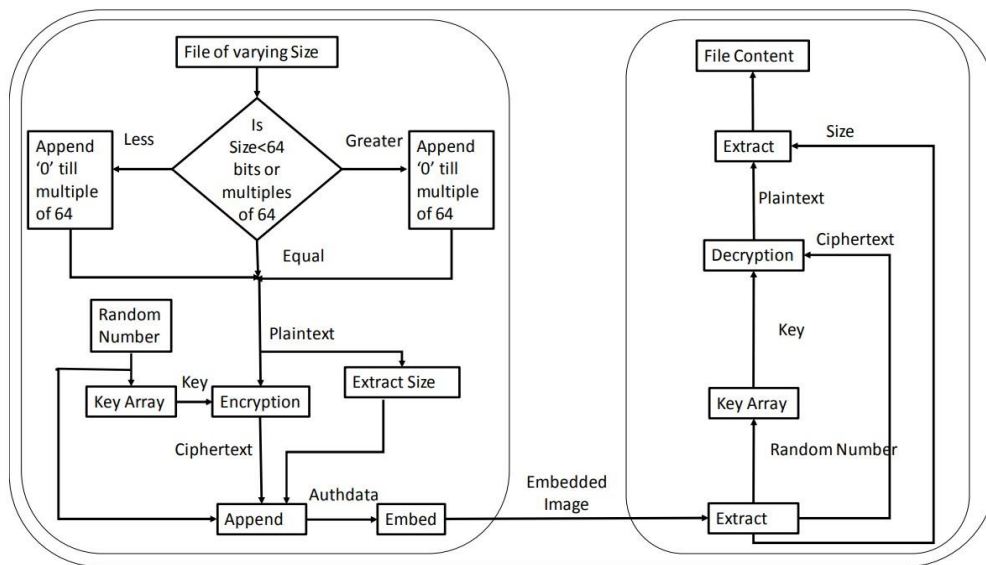 File of varying Size
Is
Size<64
bits or
multiples
of 64
Less
Greater
Append
‘0’ till
multiple
of 64
Append
‘0’ till
multiple
of 64
Equal
Random
Number
Plaintext
Key Array
Key
Encryption
Extract Size
Ciphertext
Append
Authdata
Embed
Embedded
Image
File Content
Extract
Size
Plaintext
Decryption
Ciphertext
Key
Key Array
Random Number
Extract